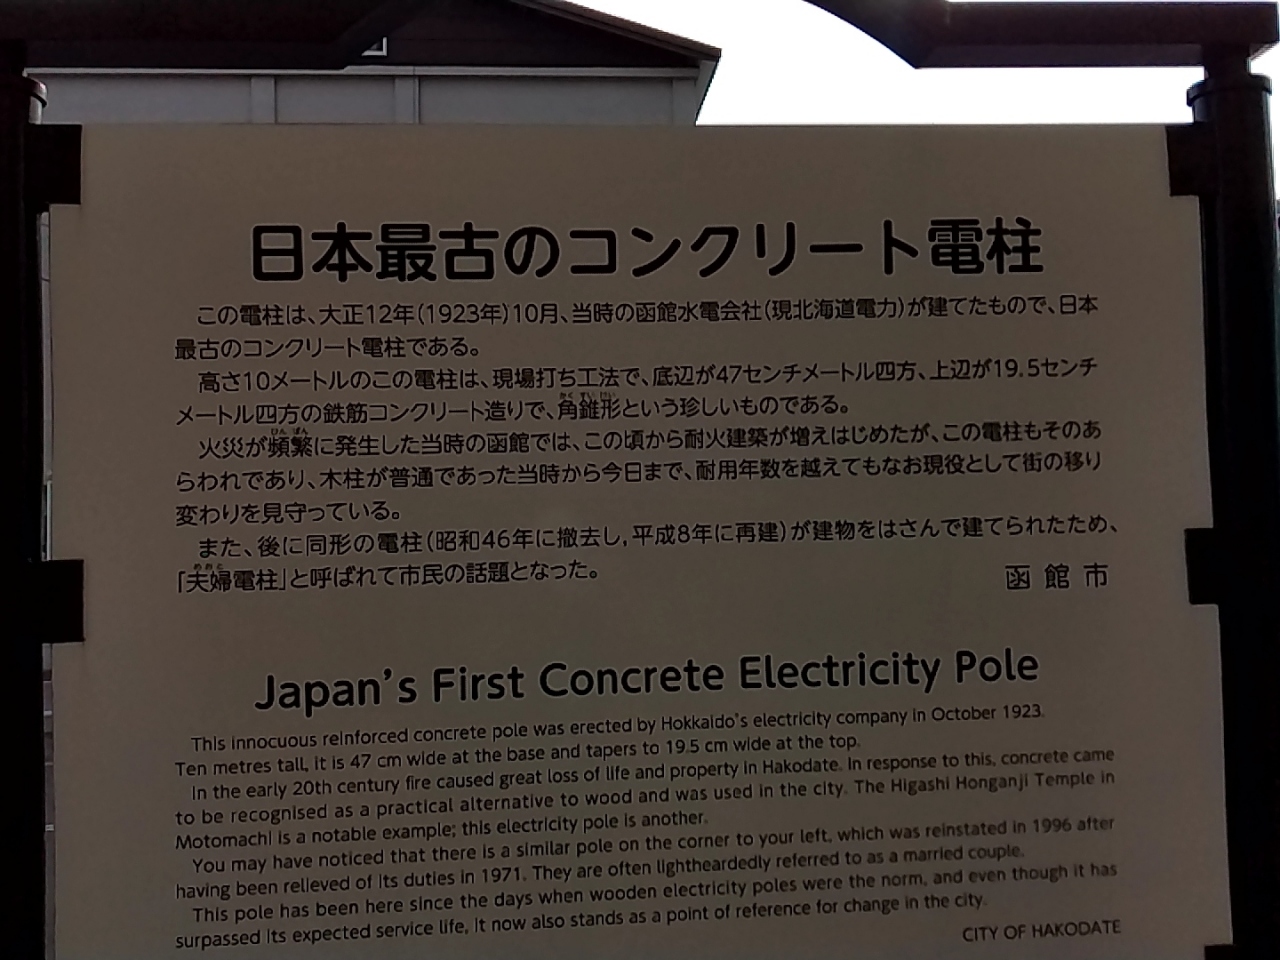 日本最古のコンクリート電柱
この電柱は、大正12年(1923年)10月、当時の函館水電会社(現北海道電力)が建てたもので、日本
最古のコンクリート電柱である。
高さ10メートルのこの電柱は、現場打ち工法で、底辺が47センチメートル四方、上辺が19.5センチ
かくすいけい
メートル四方の鉄筋コンクリート造りで、角錐形という珍しいものである。
ひんぱん
火災が頻繁に発生した当時の函館では、この頃から耐火建築が増えはじめたが、この電柱もそのあ
らわれであり、木柱が普通であった当時から今日まで、耐用年数を越えてもなお現役として街の移り
変わりを見守っている。
また、後に同形の電柱(昭和46年に撤去し,平成8年に再建)が建物をはさんで建てられたため、
めおと
「夫婦電柱」と呼ばれて市民の話題となった。
函館市
Japan's First Concrete Electricity Pole
This innocuous reinforced concrete pole was erected by Hokkaido's electricity company in October 1923.
Ten metres tall, it is 47 cm wide at the base and tapers to 19.5 cm wide at the top.
In the early 20th century fire caused great loss of life and property in Hakodate. In response to this, concrete came
to be recognised as a practical alternative to wood and was used in the city. The Higashi Honganji Temple in
Motomachi is a notable example; this electricity pole is another.
You may have noticed that there is a similar pole on the corner to your left, which was reinstated in 1996 after
having been relieved of its duties in 1971. They are often lightheardedly referred to as a married couple.
This pole has been here since the days when wooden electricity poles were the norm, and even though it has
surpassed its expected service life, it now also stands as a point of reference for change in the city.
CITY OF HAKODATE